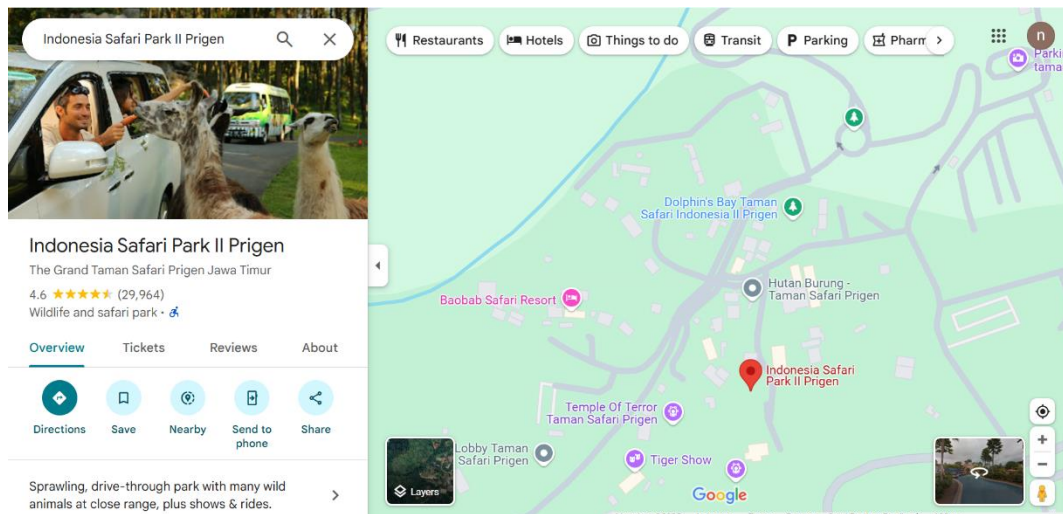 Indonesia Safari Park II Prigen
Indonesia Safari Park II Prigen
The Grand Taman Safari Prigen Jawa Timur
4.6
(29,964)
Wildlife and safari park ·
Overview
Tickets
Reviews
About
Directions
Save
Nearby
Send to
phone
Share
Sprawling, drive-through park with many wild
animals at close range, plus shows & rides.
Restaurants
Hotels
Things to do
Transit
P Parking
Pharm
n
Parki
tama
Dolphin's Bay Taman
Safari Indonesia II Prigen
Hutan Burung -
Taman Safari Prigen
Baobab Safari Resort
Indonesia Safari
Park II Prigen
Temple Of Terror
Taman Safari Prigen
Lobby Taman
Safari Prigen
Tiger Show
Layers
Google